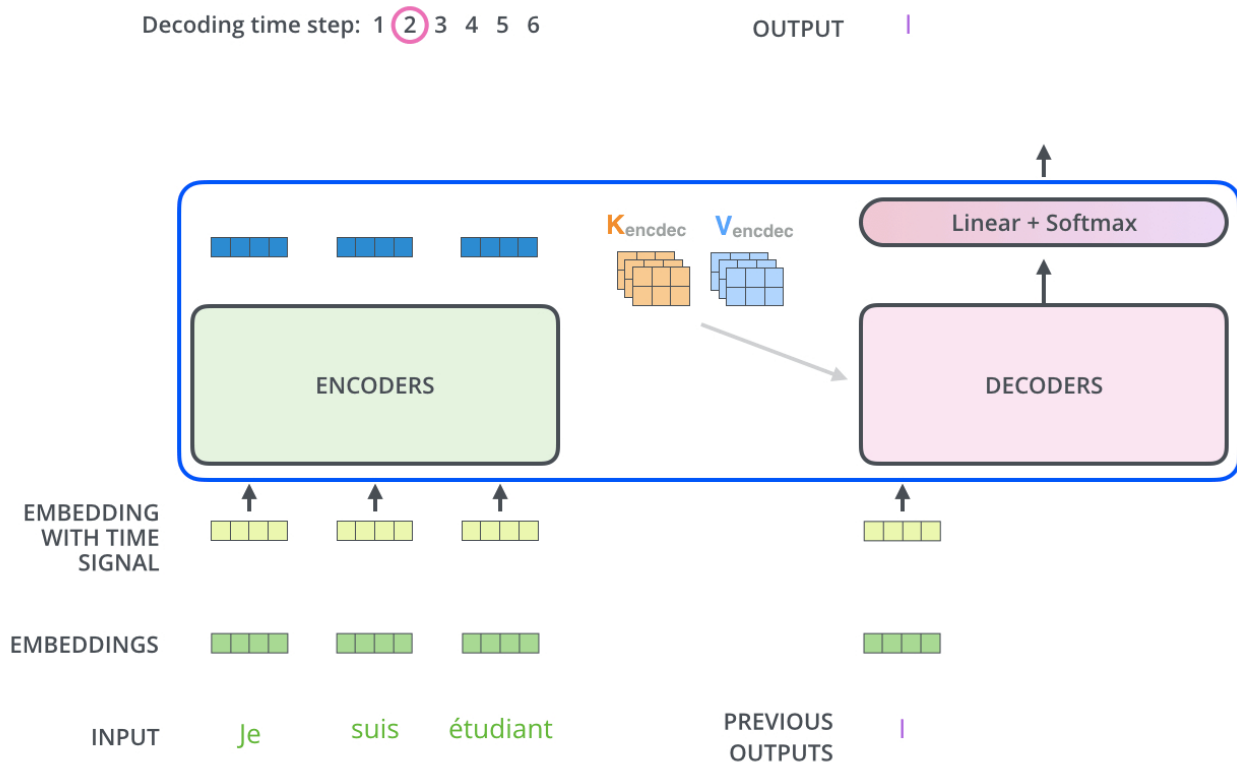 Decoding time step: 1 2 3 4 5 6
OUTPUT I
Kencdec Vencdec
Linear + Softmax
ENCODERS
DECODERS
EMBEDDING
WITH TIME
SIGNAL
EMBEDDINGS
INPUT Je suis étudiant
PREVIOUS
OUTPUTS
I